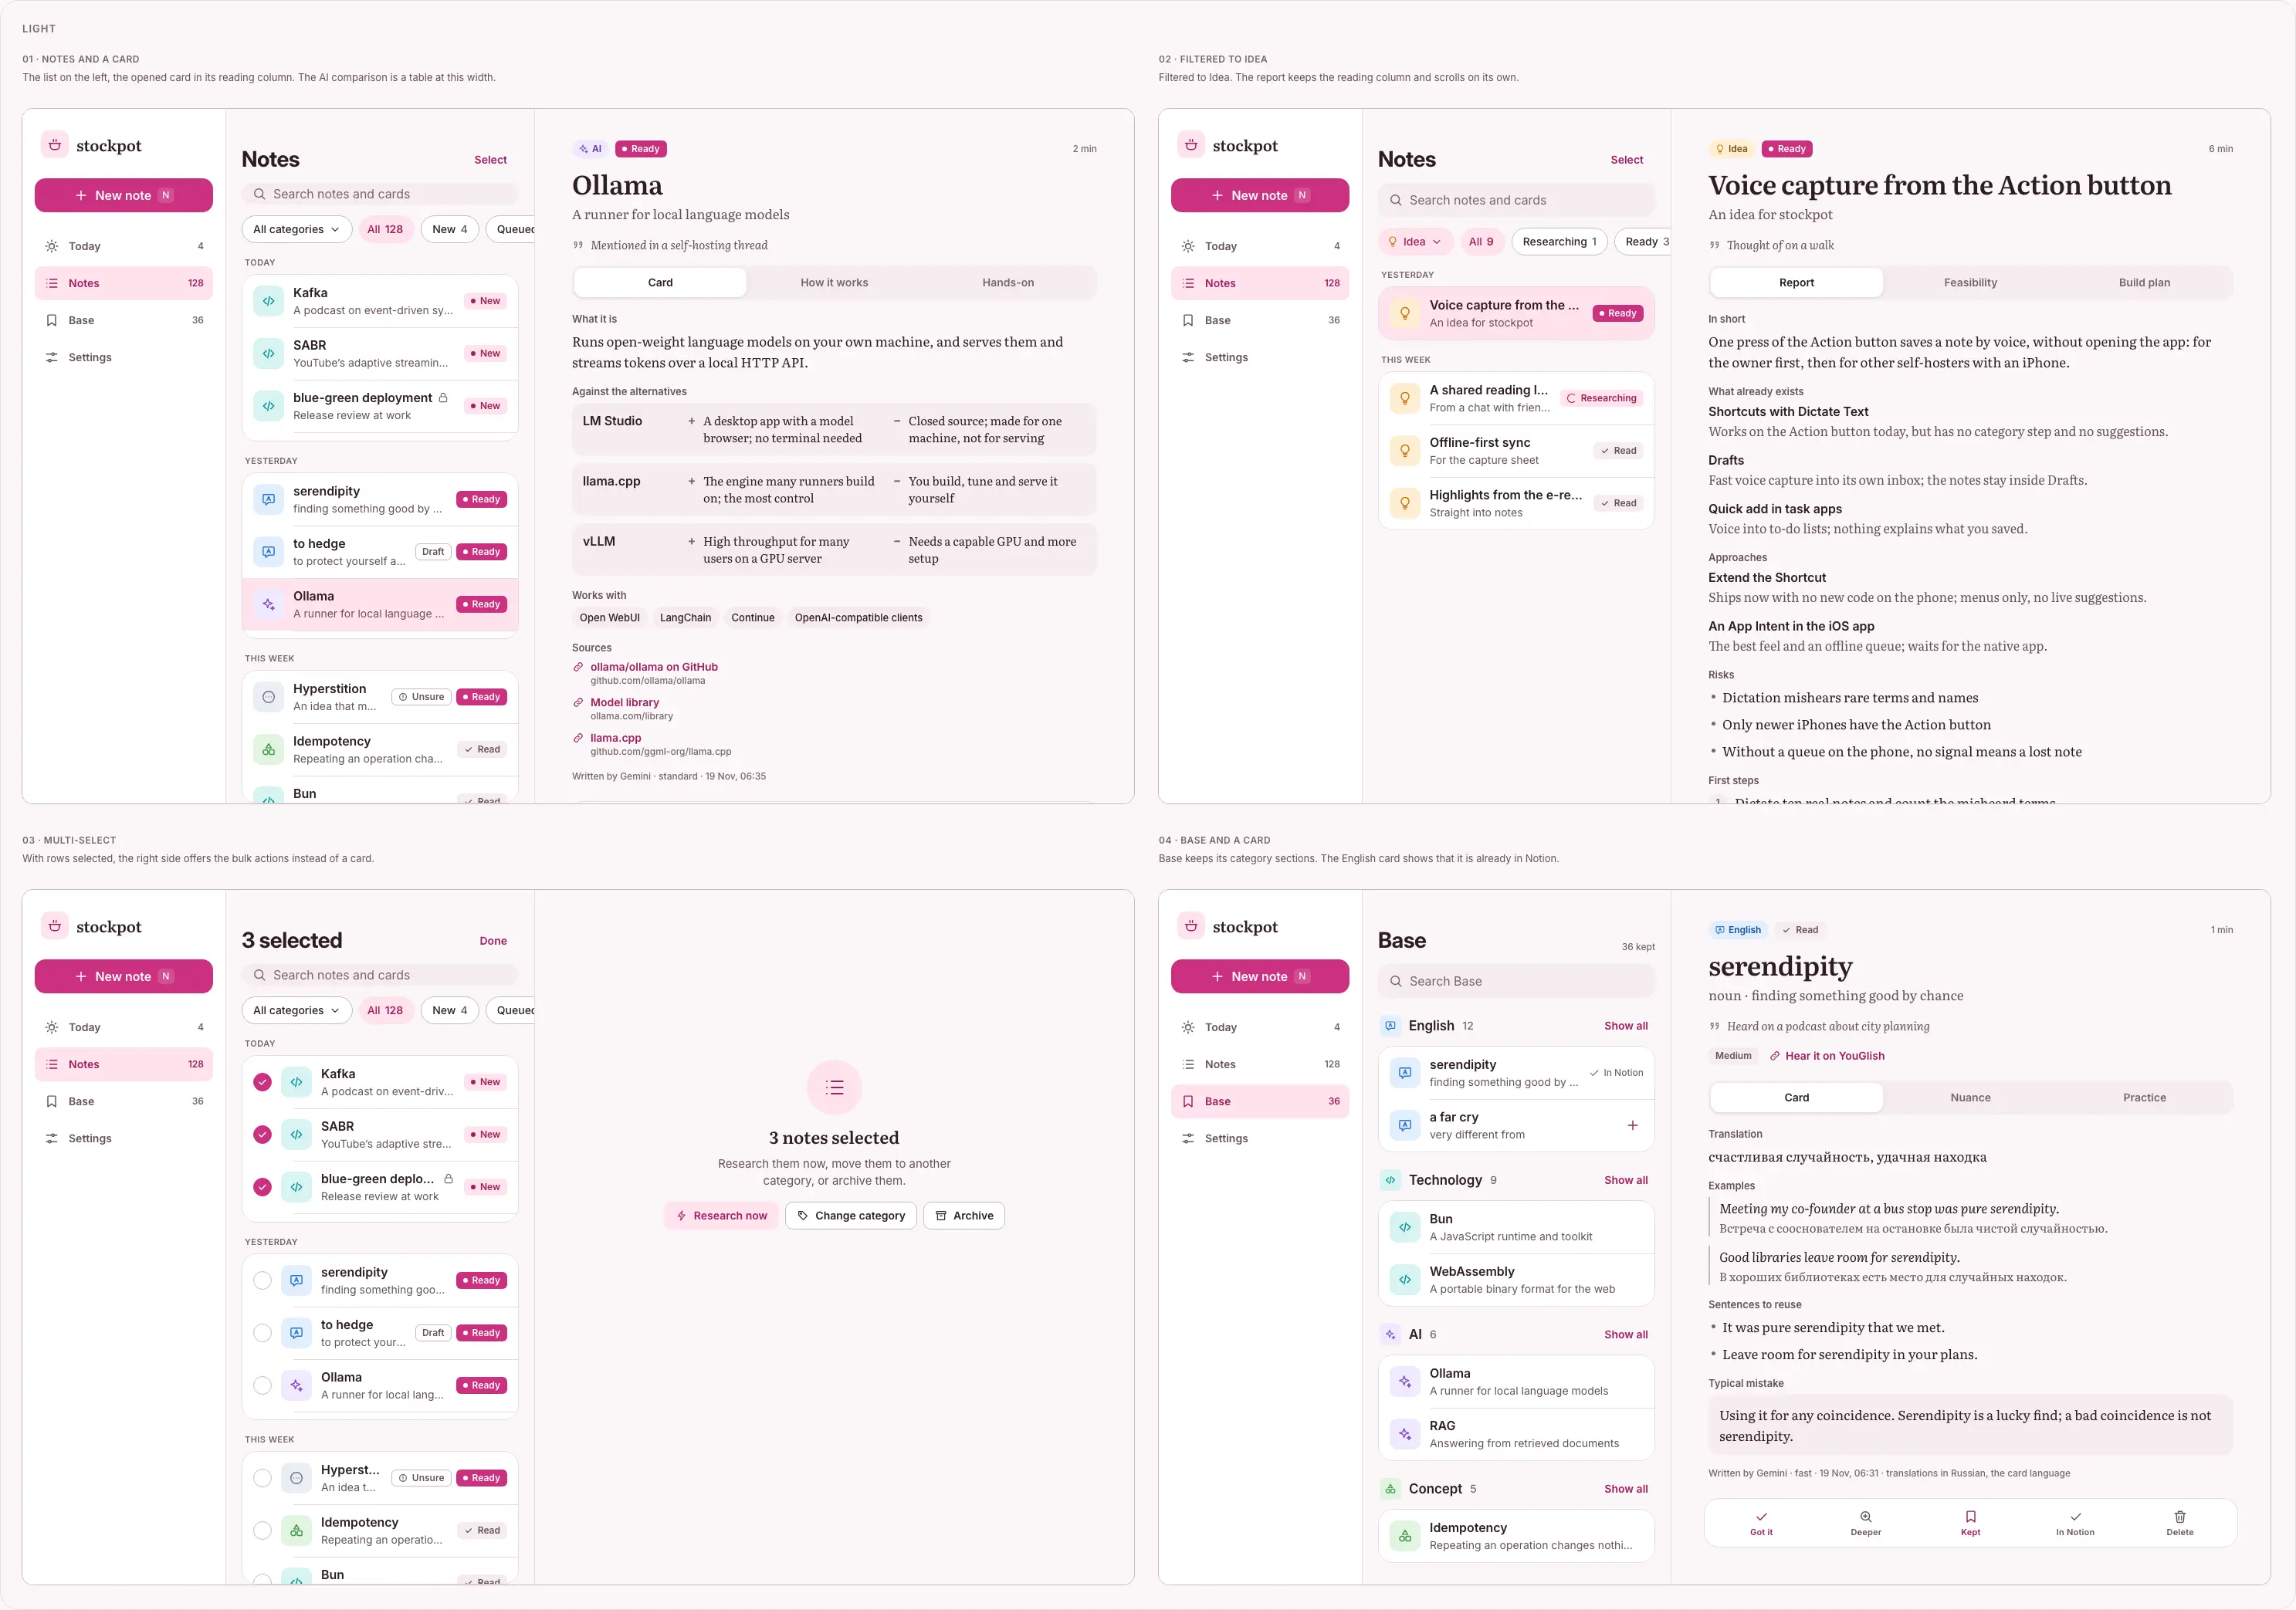 LIGHT
01 · NOTES AND A CARD
The list on the left, the opened card in its reading column. The AI comparison is a table at this width.
stockpot
New note N
Today 4
Notes 128
Base 36
Settings
Notes
Select
Search notes and cards
All categories
All 128
New 4
Queued
TODAY
Kafka
A podcast on event-driven sy...
New
SABR
YouTube's adaptive streamin...
New
blue-green deployment
Release review at work
New
YESTERDAY
serendipity
finding something good by ...
Ready
to hedge
to protect yourself a...
Draft
Ready
Ollama
A runner for local language ...
Ready
THIS WEEK
Hyperstition
An idea that m...
Unsure
Ready
Idempotency
Repeating an operation cha...
Read
Bun
Read
AI
Ready
2 min
Ollama
A runner for local language models
Mentioned in a self-hosting thread
Card
How it works
Hands-on
What it is
Runs open-weight language models on your own machine, and serves them and
streams tokens over a local HTTP API.
Against the alternatives
LM Studio
+ A desktop app with a model
browser; no terminal needed
– Closed source; made for one
machine, not for serving
llama.cpp
+ The engine many runners build
on; the most control
– You build, tune and serve it
yourself
vLLM
+ High throughput for many
users on a GPU server
– Needs a capable GPU and more
setup
Works with
Open WebUI
LangChain
Continue
OpenAI-compatible clients
Sources
ollama/ollama on GitHub
github.com/ollama/ollama
Model library
ollama.com/library
llama.cpp
github.com/ggml-org/llama.cpp
Written by Gemini · standard · 19 Nov, 06:35
02 · FILTERED TO IDEA
Filtered to Idea. The report keeps the reading column and scrolls on its own.
stockpot
New note N
Today 4
Notes 128
Base 36
Settings
Notes
Select
Search notes and cards
Idea
All 9
Researching 1
Ready 3
YESTERDAY
Voice capture from the ...
An idea for stockpot
Ready
THIS WEEK
A shared reading l...
From a chat with frien...
Researching
Offline-first sync
For the capture sheet
Read
Highlights from the e-re...
Straight into notes
Read
Idea
Ready
6 min
Voice capture from the Action button
An idea for stockpot
Thought of on a walk
Report
Feasibility
Build plan
In short
One press of the Action button saves a note by voice, without opening the app: for
the owner first, then for other self-hosters with an iPhone.
What already exists
Shortcuts with Dictate Text
Works on the Action button today, but has no category step and no suggestions.
Drafts
Fast voice capture into its own inbox; the notes stay inside Drafts.
Quick add in task apps
Voice into to-do lists; nothing explains what you saved.
Approaches
Extend the Shortcut
Ships now with no new code on the phone; menus only, no live suggestions.
An App Intent in the iOS app
The best feel and an offline queue; waits for the native app.
Risks
• Dictation mishears rare terms and names
• Only newer iPhones have the Action button
• Without a queue on the phone, no signal means a lost note
First steps
1 Dictate ten real notes and count the misheard terms
03 · MULTI-SELECT
With rows selected, the right side offers the bulk actions instead of a card.
stockpot
New note N
Today 4
Notes 128
Base 36
Settings
3 selected
Done
Search notes and cards
All categories
All 128
New 4
Queued
TODAY
Kafka
A podcast on event-driv...
New
SABR
YouTube's adaptive stre...
New
blue-green deplo...
Release review at work
New
YESTERDAY
serendipity
finding something goo...
Ready
to hedge
to protect your...
Draft
Ready
Ollama
A runner for local lang...
Ready
THIS WEEK
Hyperst...
An idea t...
Unsure
Ready
Idempotency
Repeating an operatio...
Read
Bun
Read
3 notes selected
Research them now, move them to another
category, or archive them.
Research now
Change category
Archive
04 · BASE AND A CARD
Base keeps its category sections. The English card shows that it is already in Notion.
stockpot
New note N
Today 4
Notes 128
Base 36
Settings
Base
36 kept
Search Base
English 12
Show all
serendipity
finding something good by ...
In Notion
a far cry
very different from
Technology 9
Show all
Bun
A JavaScript runtime and toolkit
WebAssembly
A portable binary format for the web
AI 6
Show all
Ollama
A runner for local language models
RAG
Answering from retrieved documents
Concept 5
Show all
Idempotency
Repeating an operation changes nothi...
English
Read
1 min
serendipity
noun · finding something good by chance
Heard on a podcast about city planning
Medium
Hear it on YouGlish
Card
Nuance
Practice
Translation
счастливая случайность, удачная находка
Examples
Meeting my co-founder at a bus stop was pure serendipity.
Встреча с сооснователем на остановке была чистой случайностью.
Good libraries leave room for serendipity.
В хороших библиотеках есть место для случайных находок.
Sentences to reuse
• It was pure serendipity that we met.
• Leave room for serendipity in your plans.
Typical mistake
Using it for any coincidence. Serendipity is a lucky find; a bad coincidence is not
serendipity.
Written by Gemini · fast · 19 Nov, 06:31 · translations in Russian, the card language
Got it
Deeper
Kept
In Notion
Delete